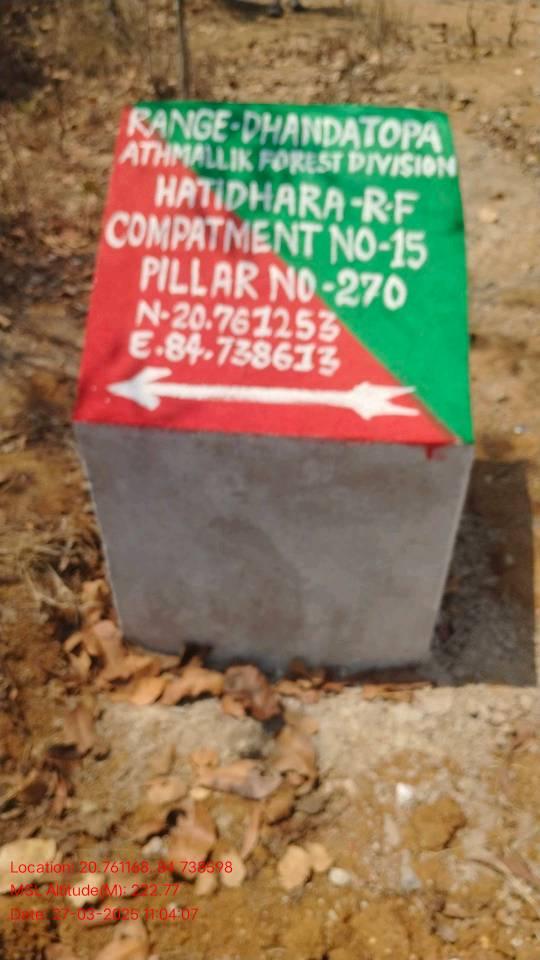 RANGE-DHANDATOPA
ATHMALLIK FOREST DIVISION
HATIDHARA-R.F
COMPATMENT NO-15
PILLAR NO-270
N-20.761253
E.84.738613
Location: 20.761168, 84.738598
MSL Altitude(M): 222.77
Date: 27-03-2025 11:04:07